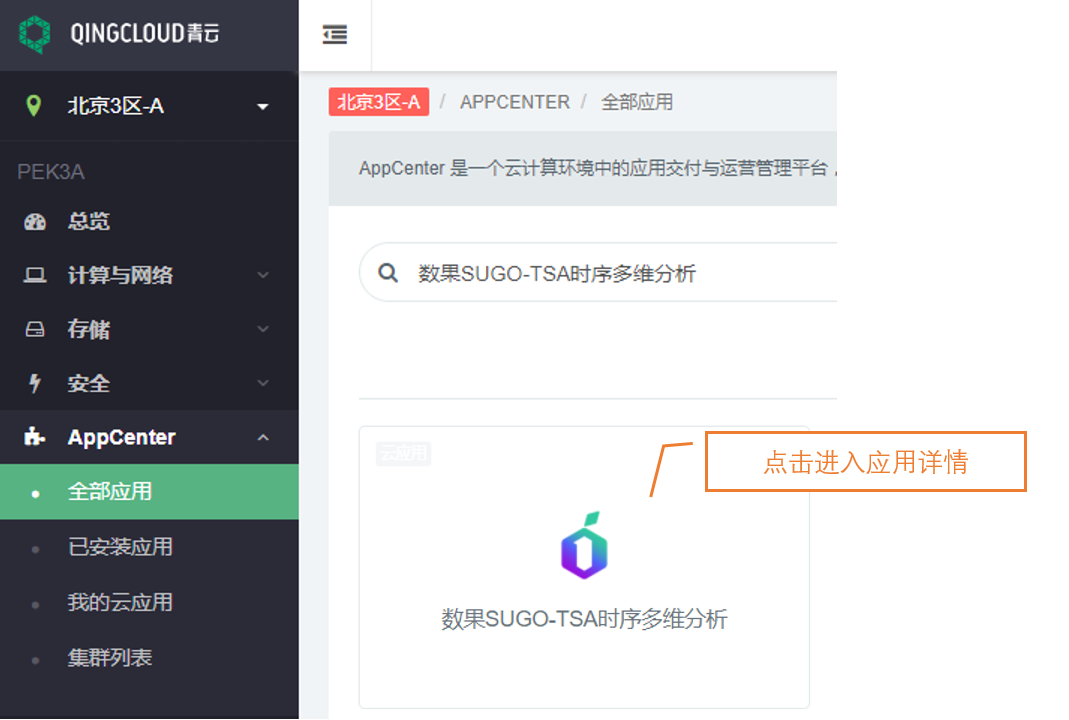 QINGCLOUD青云
北京3区-A
PEK3A
总览
计算与网络
存储
安全
AppCenter
全部应用
已安装应用
我的云应用
集群列表
北京3区-A / APPCENTER / 全部应用
AppCenter 是一个云计算环境中的应用交付与运营管理平台，
数果SUGO-TSA时序多维分析
云应用
点击进入应用详情
数果SUGO-TSA时序多维分析